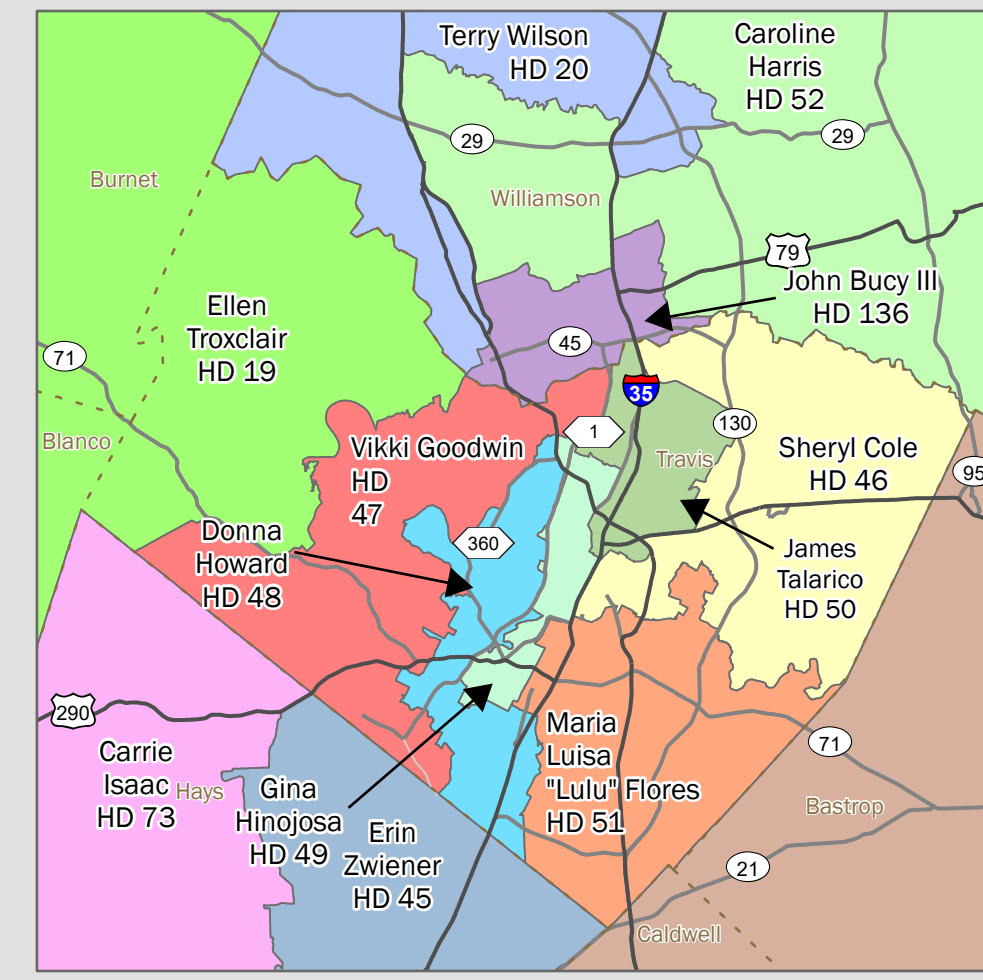 Terry Wilson
HD 20
Caroline
Harris
HD 52
29
29
Burnet
Williamson
79
John Bucy III
HD 136
Ellen
Troxclair
HD 19
45
71
35
1
130
Blanco
Vikki Goodwin
HD
47
Travis
Sheryl Cole
HD 46
95
Donna
Howard
HD 48
360
James
Talarico
HD 50
290
Carrie
Isaac
HD 73
Hays
Gina
Hinojosa
HD 49
Erin
Zwiener
HD 45
Maria
Luisa
"Lulu" Flores
HD 51
71
Bastrop
21
Caldwell